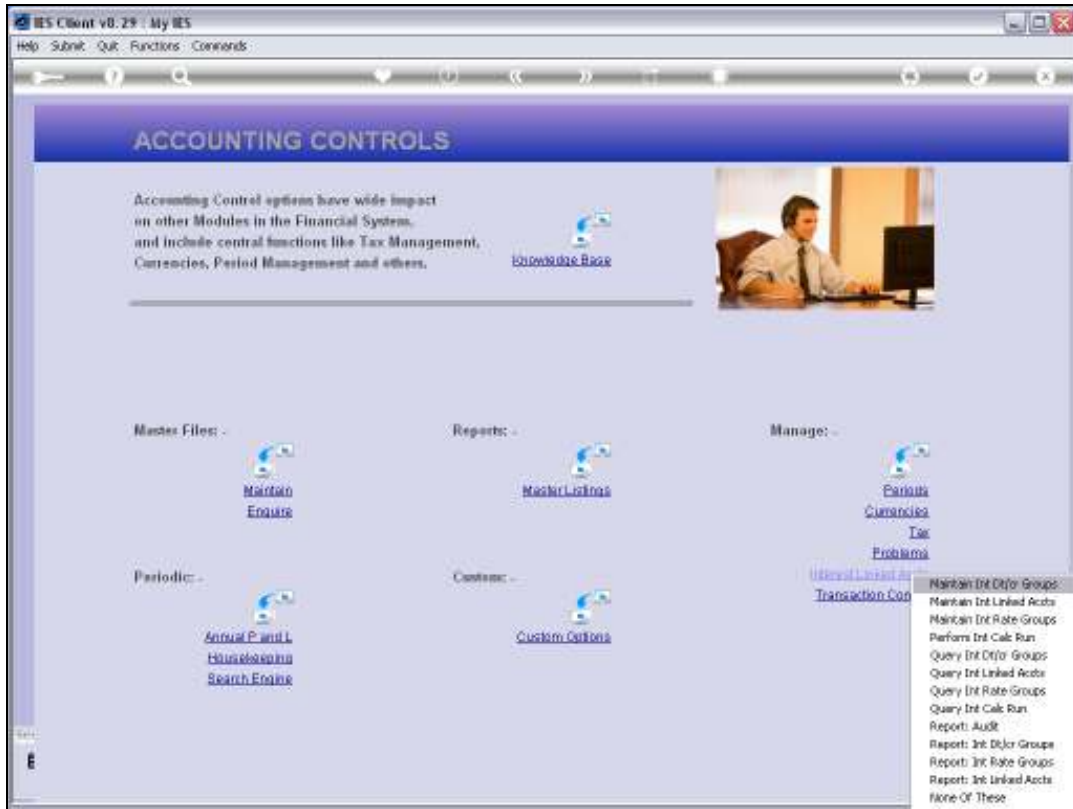 IES Client v8.29 : My IES
Help Submit Quit Functions Commands
ACCOUNTING CONTROLS
Accounting Control options have wide impact
on other Modules in the Financial System,
and include central functions like Tax Management,
Currencies, Period Management and others.
Knowledge Base
Master Files: -
Maintain
Enquire
Reports: -
Master Listings
Manage: -
Periods
Currencies
Tax
Problems
Transaction
Periodic: -
Annual P and L
Housekeeping
Search Engine
Custom: -
Custom Options
Maintain Int Dt/cr Groups
Maintain Int Linked Accts
Maintain Int Rate Groups
Perform Int Calc Run
Query Int Dt/cr Groups
Query Int Linked Accts
Query Int Rate Groups
Query Int Calc Run
Report: Audit
Report: Int Dt/cr Groups
Report: Int Rate Groups
Report: Int Linked Accts
None Of These